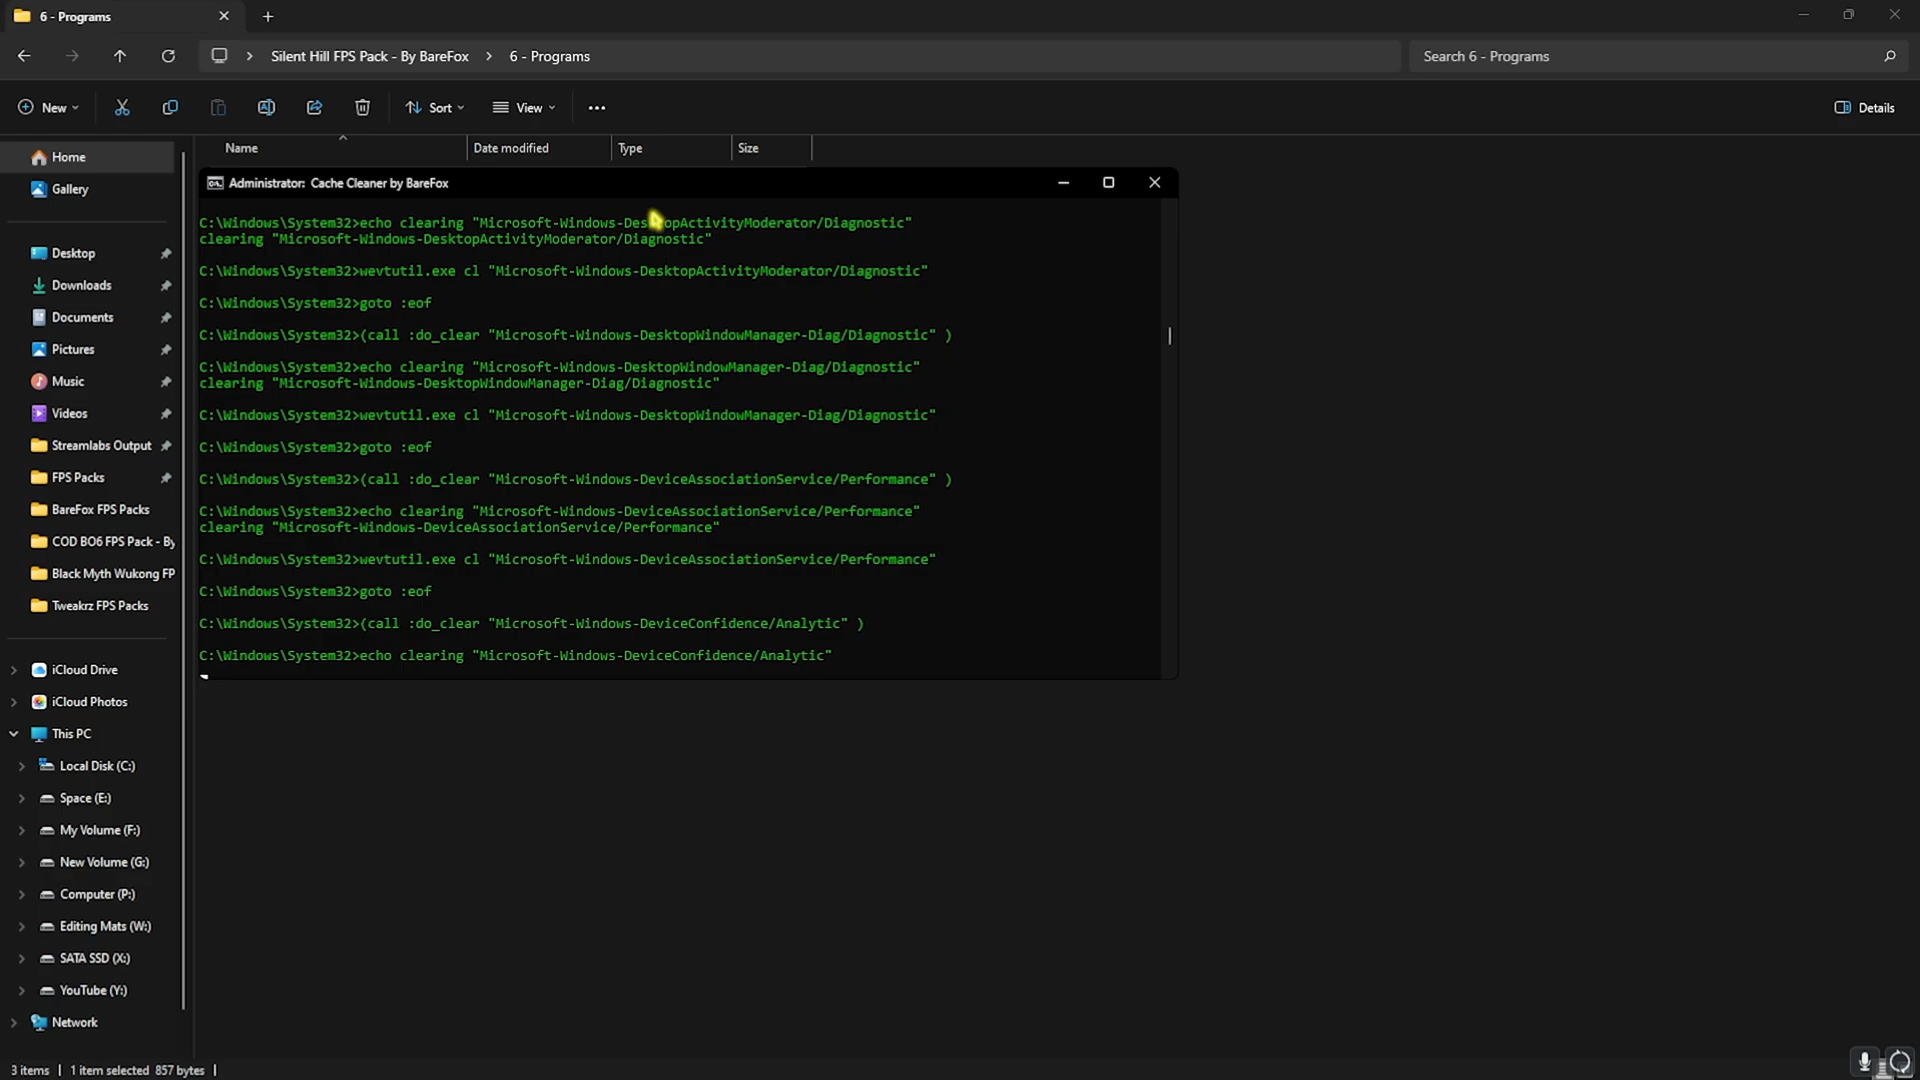 6 - Programs
Silent Hill FPS Pack - By BareFox
6 - Programs
Search 6 - Programs
New
Sort
View
Details
Name
Date modified
Type
Size
Home
Gallery
Desktop
Downloads
Documents
Pictures
Music
Videos
Streamlabs Output
FPS Packs
BareFox FPS Packs
COD BO6 FPS Pack - By
Black Myth Wukong FP
Tweakrz FPS Packs
iCloud Drive
iCloud Photos
This PC
Local Disk (C:)
Space (E:)
My Volume (F:)
New Volume (G:)
Computer (P:)
Editing Mats (W:)
SATA SSD (X:)
YouTube (Y:)
Network
Administrator: Cache Cleaner by BareFox
C:\Windows\System32>echo clearing "Microsoft-Windows-DesktopActivityModerator/Diagnostic"
clearing "Microsoft-Windows-DesktopActivityModerator/Diagnostic"
C:\Windows\System32>wevtutil.exe cl "Microsoft-Windows-DesktopActivityModerator/Diagnostic"
C:\Windows\System32>goto :eof
C:\Windows\System32>(call :do_clear "Microsoft-Windows-DesktopWindowManager-Diag/Diagnostic" )
C:\Windows\System32>echo clearing "Microsoft-Windows-DesktopWindowManager-Diag/Diagnostic"
clearing "Microsoft-Windows-DesktopWindowManager-Diag/Diagnostic"
C:\Windows\System32>wevtutil.exe cl "Microsoft-Windows-DesktopWindowManager-Diag/Diagnostic"
C:\Windows\System32>goto :eof
C:\Windows\System32>(call :do_clear "Microsoft-Windows-DeviceAssociationService/Performance" )
C:\Windows\System32>echo clearing "Microsoft-Windows-DeviceAssociationService/Performance"
clearing "Microsoft-Windows-DeviceAssociationService/Performance"
C:\Windows\System32>wevtutil.exe cl "Microsoft-Windows-DeviceAssociationService/Performance"
C:\Windows\System32>goto :eof
C:\Windows\System32>(call :do_clear "Microsoft-Windows-DeviceConfidence/Analytic" )
C:\Windows\System32>echo clearing "Microsoft-Windows-DeviceConfidence/Analytic"
3 items | 1 item selected 857 bytes |